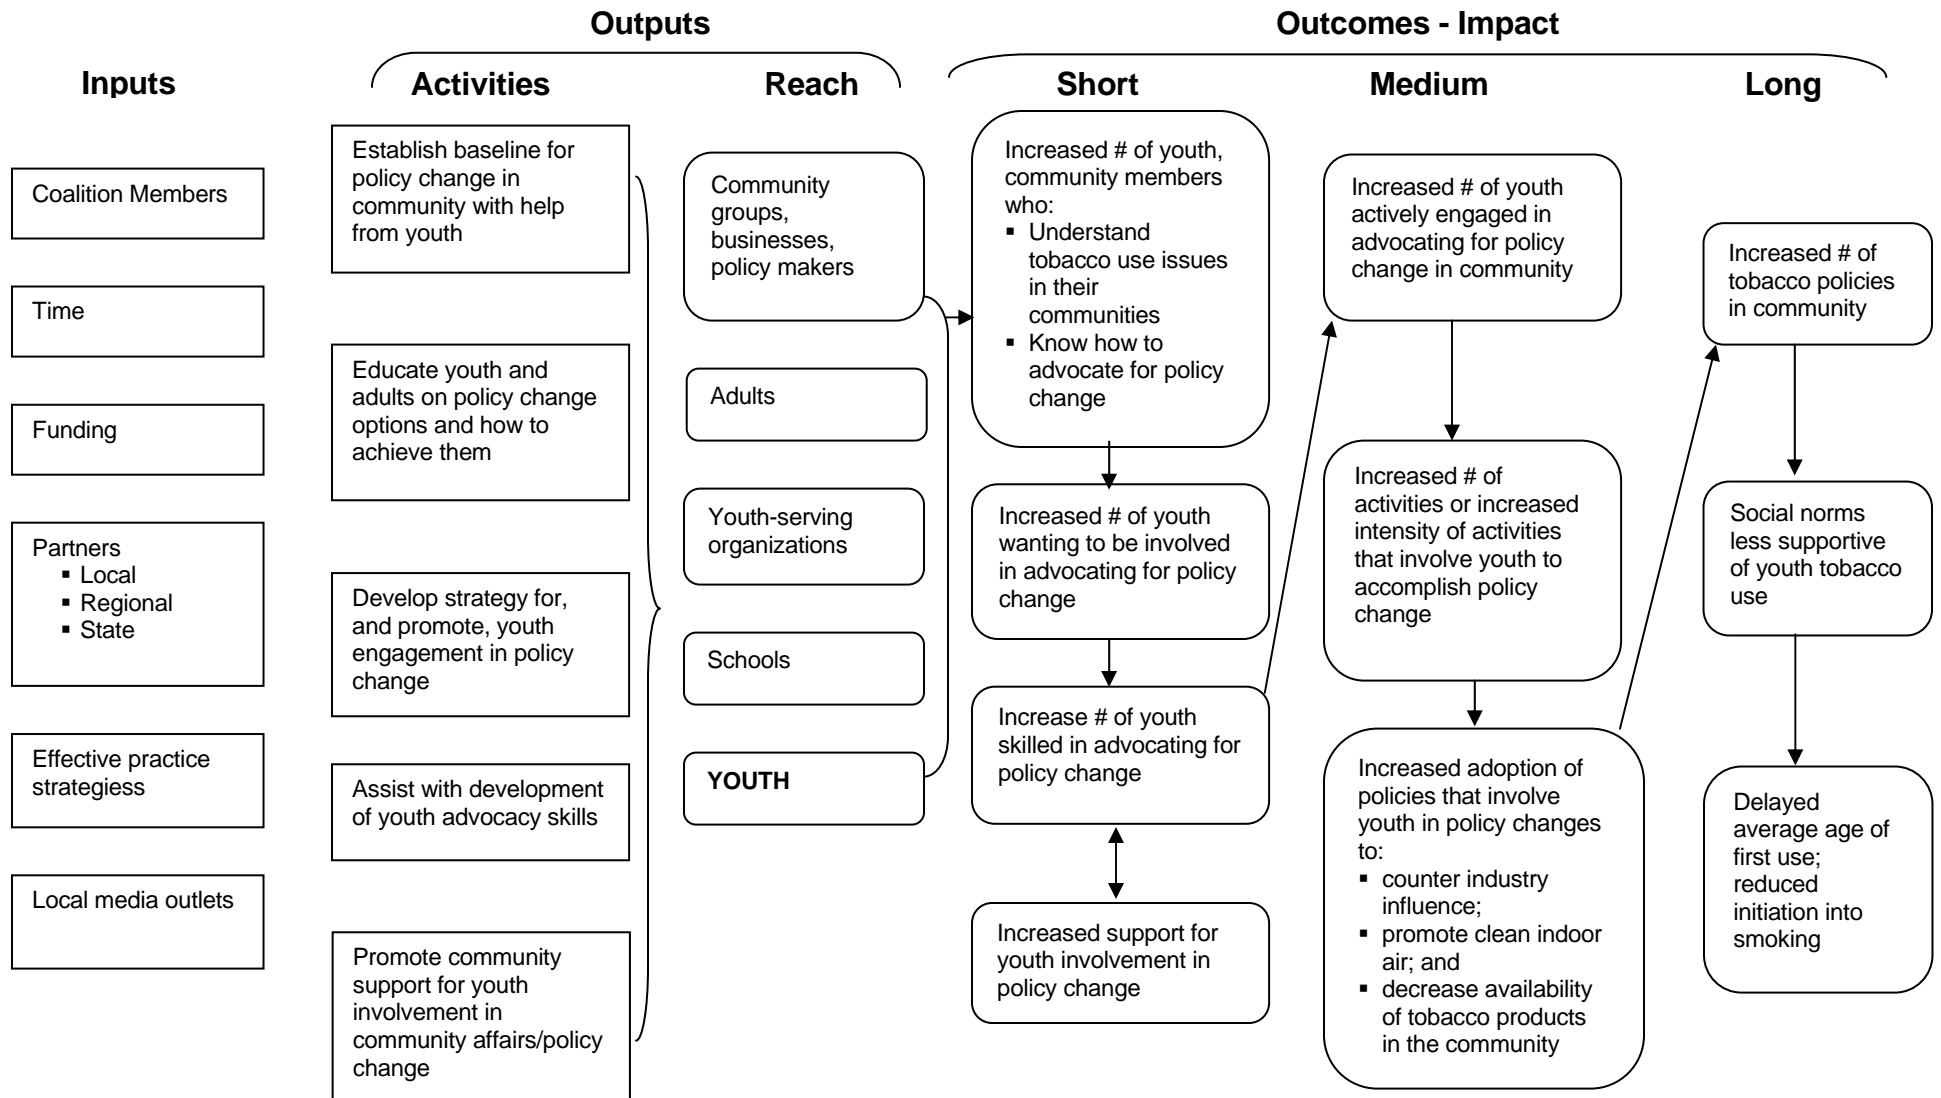 Outputs
Outcomes - Impact
Inputs
Activities
Reach
Short
Medium
Long
Coalition Members
Time
Funding
Partners
▪ Local
▪ Regional
▪ State
Effective practice
strategiess
Local media outlets
Establish baseline for
policy change in
community with help
from youth
Educate youth and
adults on policy change
options and how to
achieve them
Develop strategy for,
and promote, youth
engagement in policy
change
Assist with development
of youth advocacy skills
Promote community
support for youth
involvement in
community affairs/policy
change
Community
groups,
businesses,
policy makers
Adults
Youth-serving
organizations
Schools
YOUTH
Increased # of youth,
community members
who:
▪ Understand
tobacco use issues
in their
communities
▪ Know how to
advocate for policy
change
Increased # of youth
wanting to be involved
in advocating for policy
change
Increase # of youth
skilled in advocating for
policy change
Increased support for
youth involvement in
policy change
Increased # of youth
actively engaged in
advocating for policy
change in community
Increased # of
activities or increased
intensity of activities
that involve youth to
accomplish policy
change
Increased adoption of
policies that involve
youth in policy changes
to:
▪ counter industry
influence;
▪ promote clean indoor
air; and
▪ decrease availability
of tobacco products
in the community
Increased # of
tobacco policies
in community
Social norms
less supportive
of youth tobacco
use
Delayed
average age of
first use;
reduced
initiation into
smoking